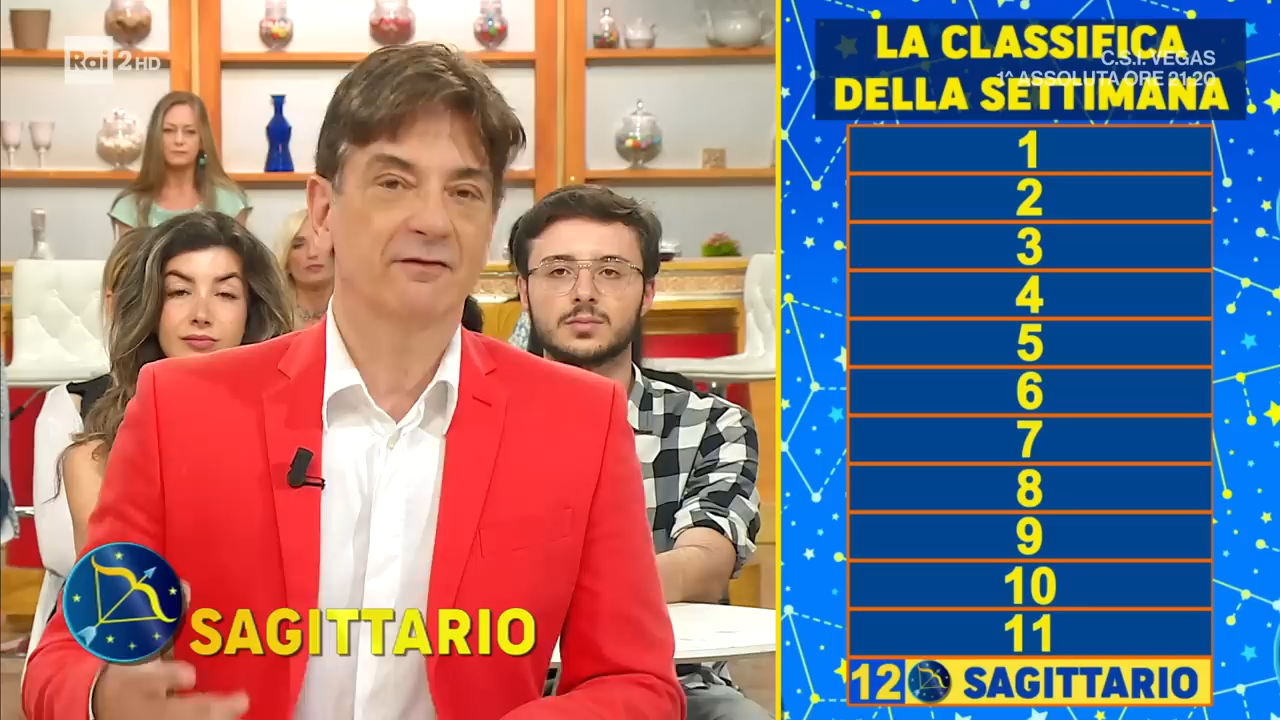 Rai 2 HD
LA CLASSIFICA
DELLA SETTIMANA
C.S.I. VEGAS
1^ ASSOLUTA ORE 21:20
1
2
3
4
5
6
7
8
9
10
11
12 SAGITTARIO
SAGITTARIO